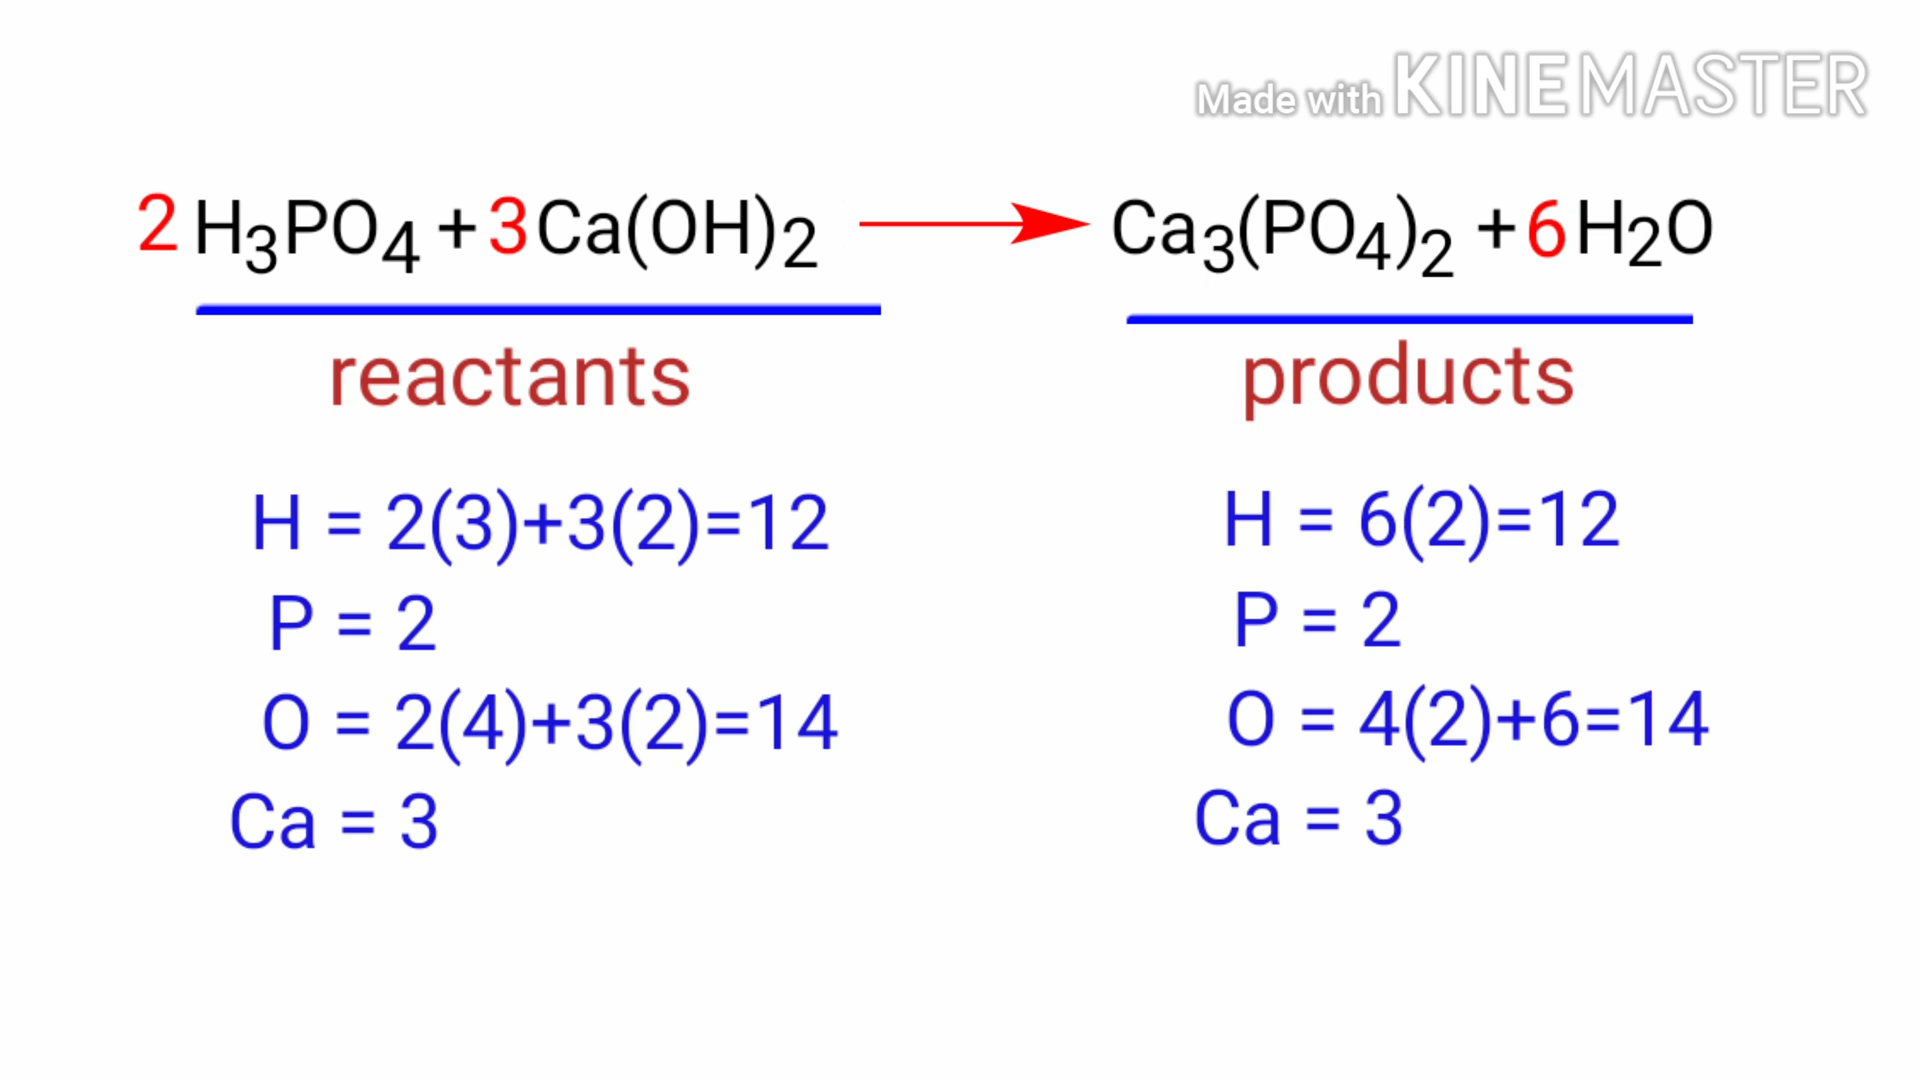 Made with KINEMASTER
2 H3PO4 + 3 Ca(OH)2 → Ca3(PO4)2 + 6 H2O
reactants
products
H = 2(3)+3(2)=12
P = 2
O = 2(4)+3(2)=14
Ca = 3
H = 6(2)=12
P = 2
O = 4(2)+6=14
Ca = 3